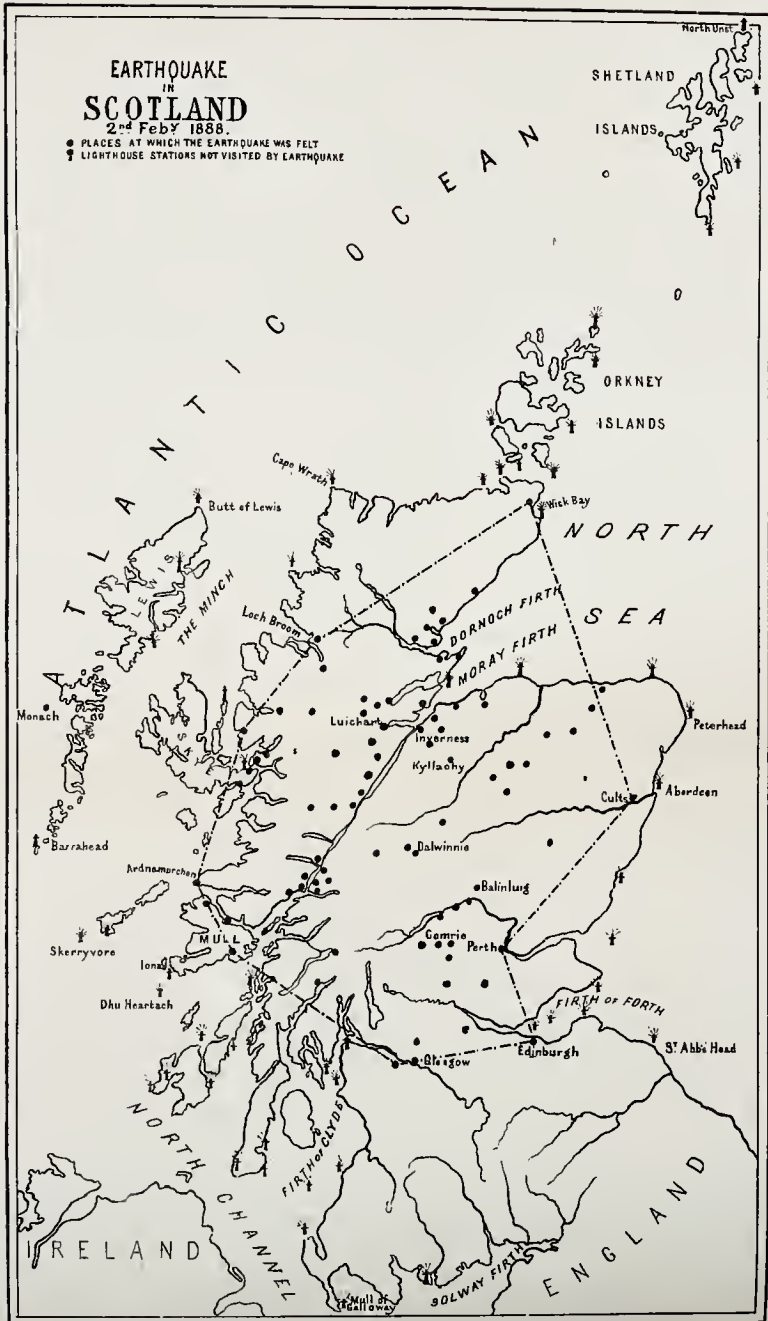 EARTHQUAKE
IN
SCOTLAND
2nd Feby 1888.
PLACES AT WHICH THE EARTHQUAKE WAS FELT
LIGHTHOUSE STATIONS NOT VISITED BY EARTHQUAKE
North Unst
SHETLAND
ISLANDS.
ATLANTIC OCEAN
ORKNEY
ISLANDS
Cape Wrath
Butt of Lewis
Wick Bay
NORTH
SEA
LEWIS
THE MINCH
Loch Broom
DORNOCH FIRTH
MORAY FIRTH
Monach
SKYE
Luichart
Inverness
Peterhead
Kyllachy
Cults
Aberdeen
Barrahead
Dalwinnie
Ardnamurchan
Balinluig
Skerryvore
MULL
Comrie
Perth
Iona
Dhu Heartach
FIRTH OF FORTH
Glasgow
Edinburgh
St Abb's Head
NORTH CHANNEL
FIRTH OF CLYDE
IRELAND
Mull of
Galloway
SOLWAY FIRTH
ENGLAND